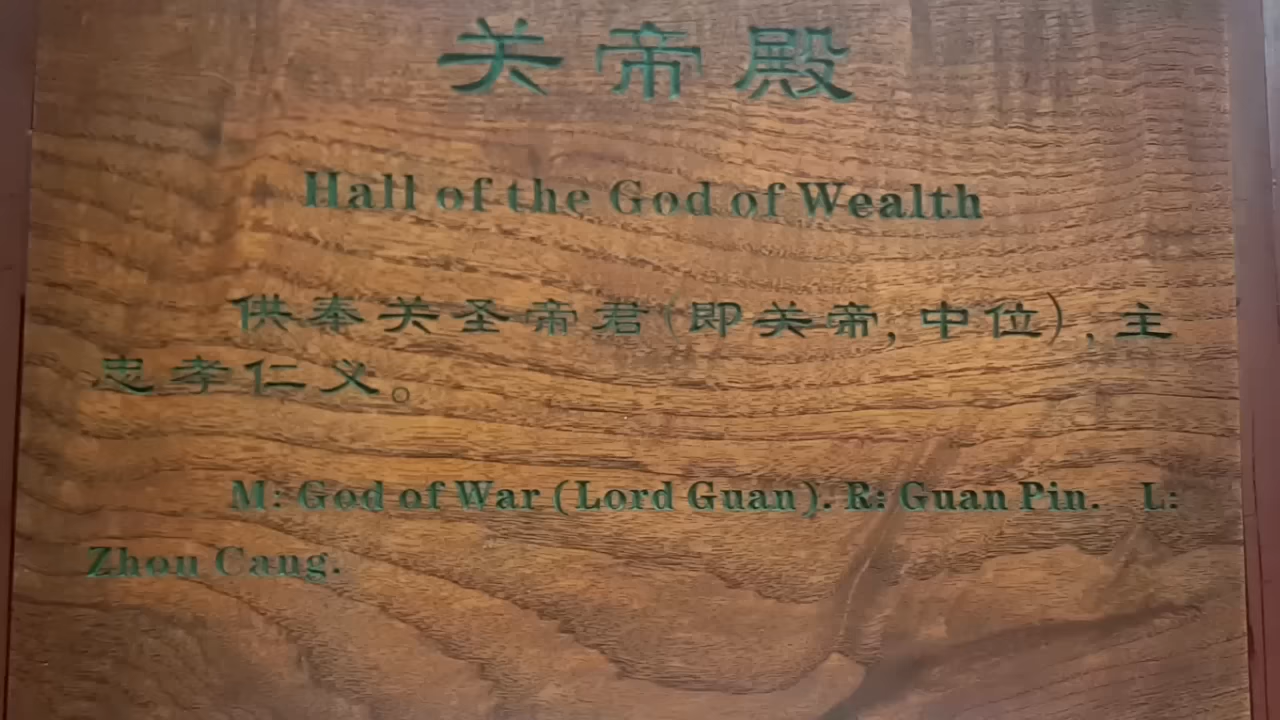 关帝殿
Hall of the God of Wealth
供奉关圣帝君(即关帝,中位),主
忠孝仁义。
M: God of War (Lord Guan). R: Guan Pin. L:
Zhou Cang.